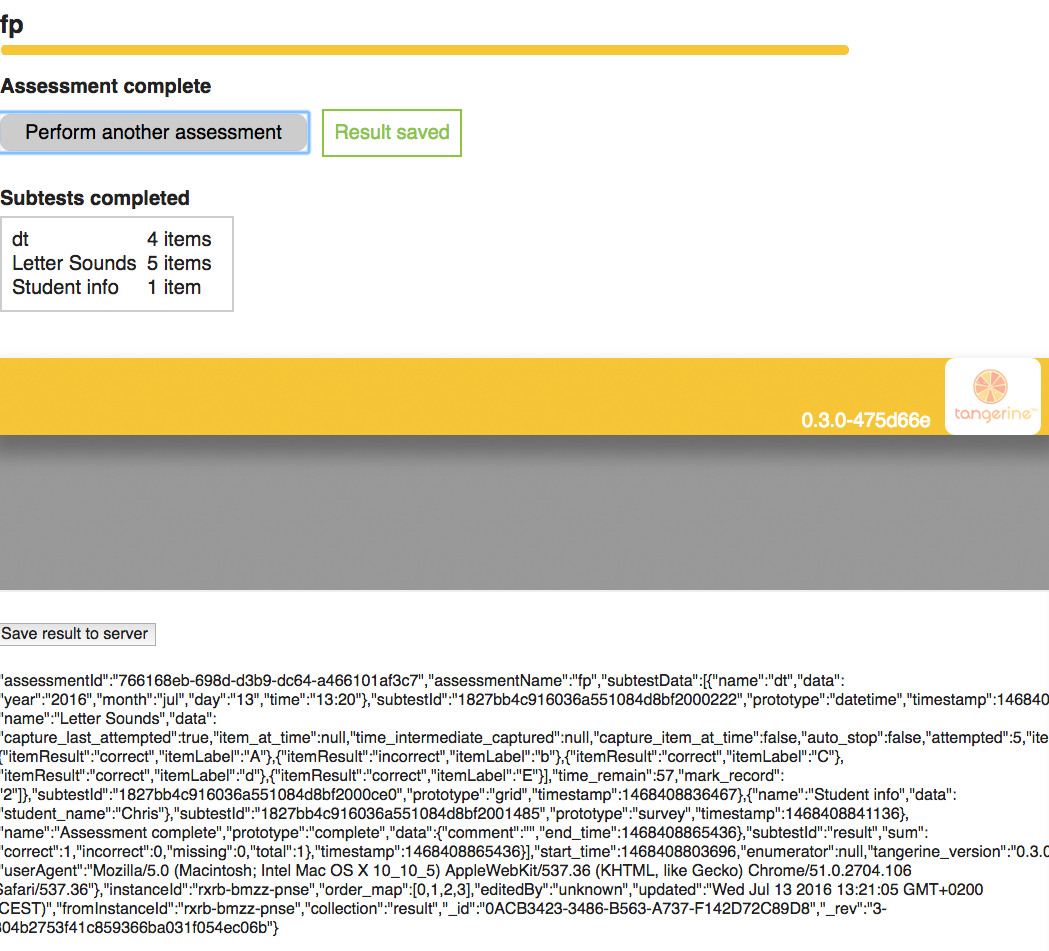 fp
Assessment complete
Perform another assessment
Result saved
Subtests completed
dt 4 items
Letter Sounds 5 items
Student info 1 item
0.3.0-475d66e
tangerine™
Save result to server
"assessmentId":"766168eb-698d-d3b9-dc64-a466101af3c7","assessmentName":"fp","subtestData":[{"name":"dt","data":
"year":"2016","month":"jul","day":"13","time":"13:20"},"subtestId":"1827bb4c916036a551084d8bf2000222","prototype":"datetime","timestamp":146840
"name":"Letter Sounds","data":
"capture_last_attempted":true,"item_at_time":null,"time_intermediate_captured":null,"capture_item_at_time":false,"auto_stop":false,"attempted":5,"ite
{"itemResult":"correct","itemLabel":"A"},{"itemResult":"incorrect","itemLabel":"b"},{"itemResult":"correct","itemLabel":"C"},
"itemResult":"correct","itemLabel":"d"},{"itemResult":"correct","itemLabel":"E"}],"time_remain":57,"mark_record":
"2"]},"subtestId":"1827bb4c916036a551084d8bf2000ce0","prototype":"grid","timestamp":1468408836467},{"name":"Student info","data":
"student_name":"Chris"},"subtestId":"1827bb4c916036a551084d8bf2001485","prototype":"survey","timestamp":1468408841136},
"name":"Assessment complete","prototype":"complete","data":{"comment":"","end_time":1468408865436},"subtestId":"result","sum":
"correct":1,"incorrect":0,"missing":0,"total":1},"timestamp":1468408865436}],"start_time":1468408803696,"enumerator":null,"tangerine_version":"0.3.0
"userAgent":"Mozilla/5.0 (Macintosh; Intel Mac OS X 10_10_5) AppleWebKit/537.36 (KHTML, like Gecko) Chrome/51.0.2704.106
Safari/537.36"},"instanceId":"rxrb-bmzz-pnse","order_map":[0,1,2,3],"editedBy":"unknown","updated":"Wed Jul 13 2016 13:21:05 GMT+0200
CEST)","fromInstanceId":"rxrb-bmzz-pnse","collection":"result","_id":"0ACB3423-3486-B563-A737-F142D72C89D8","_rev":"3-
304b2753f41c859366ba031f054ec06b"}